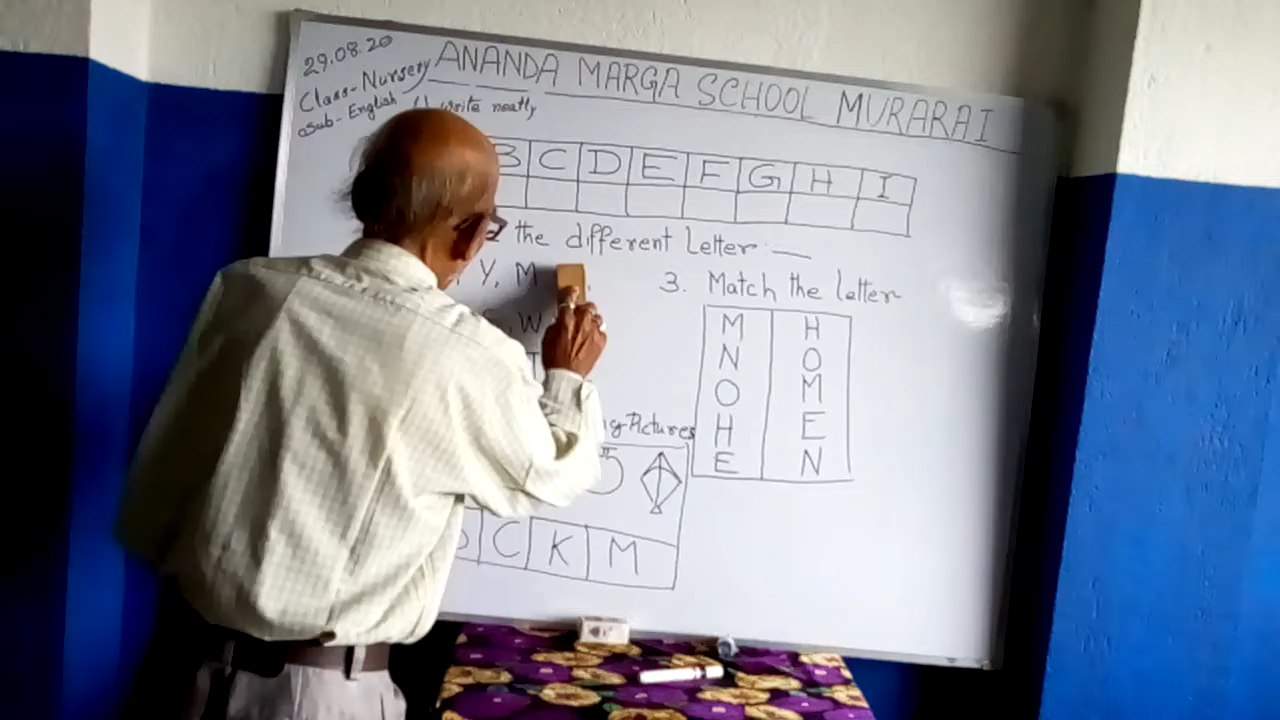 29.08.20
ANANDA MARGA SCHOOL MURARAI
Class-Nursery
Sub-English
write neatly
B C D E F G H I
the different Letter:—
Y, M
3. Match the letter
W
M H
N O
O M
H E
E N
Pictures
C K M